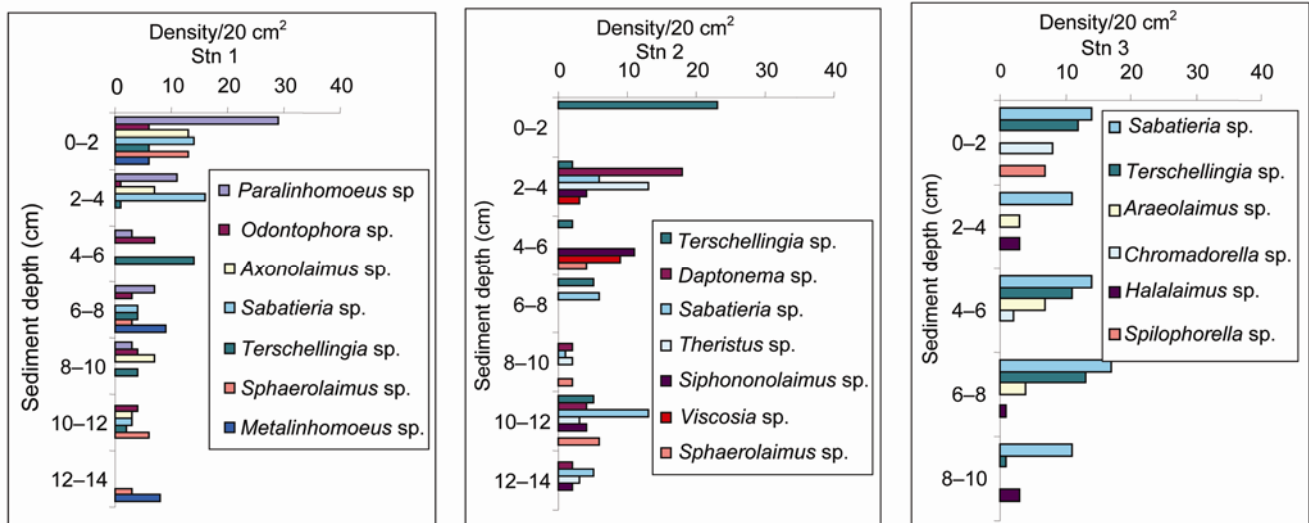 Density/20 cm²
Stn 1
0 10 20 30 40
Sediment depth (cm)
0–2
2–4
4–6
6–8
8–10
10–12
12–14
Paralinhomoeus sp
Odontophora sp.
Axonolaimus sp.
Sabatieria sp.
Terschellingia sp.
Sphaerolaimus sp.
Metalinhomoeus sp.
Density/20 cm²
Stn 2
0 10 20 30 40
Sediment depth (cm)
0–2
2–4
4–6
6–8
8–10
10–12
12–14
Terschellingia sp.
Daptonema sp.
Sabatieria sp.
Theristus sp.
Siphononolaimus sp.
Viscosia sp.
Sphaerolaimus sp.
Density/20 cm²
Stn 3
0 10 20 30 40
Sediment depth (cm)
0–2
2–4
4–6
6–8
8–10
Sabatieria sp.
Terschellingia sp.
Araeolaimus sp.
Chromadorella sp.
Halalaimus sp.
Spilophorella sp.